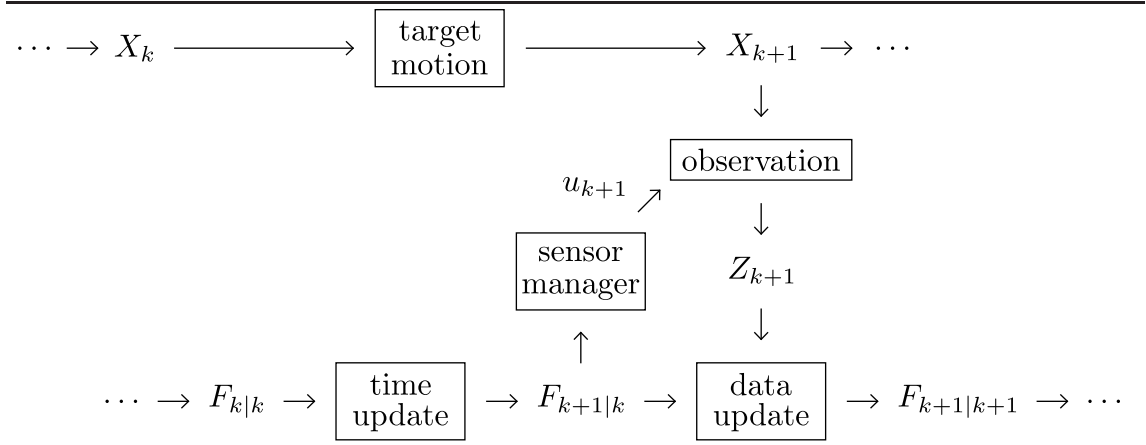 ⋯ → X_k → target motion → X_{k+1} → ⋯
observation
u_{k+1}
sensor
manager
Z_{k+1}
⋯ → F_{k|k} → time update → F_{k+1|k} → data update → F_{k+1|k+1} → ⋯